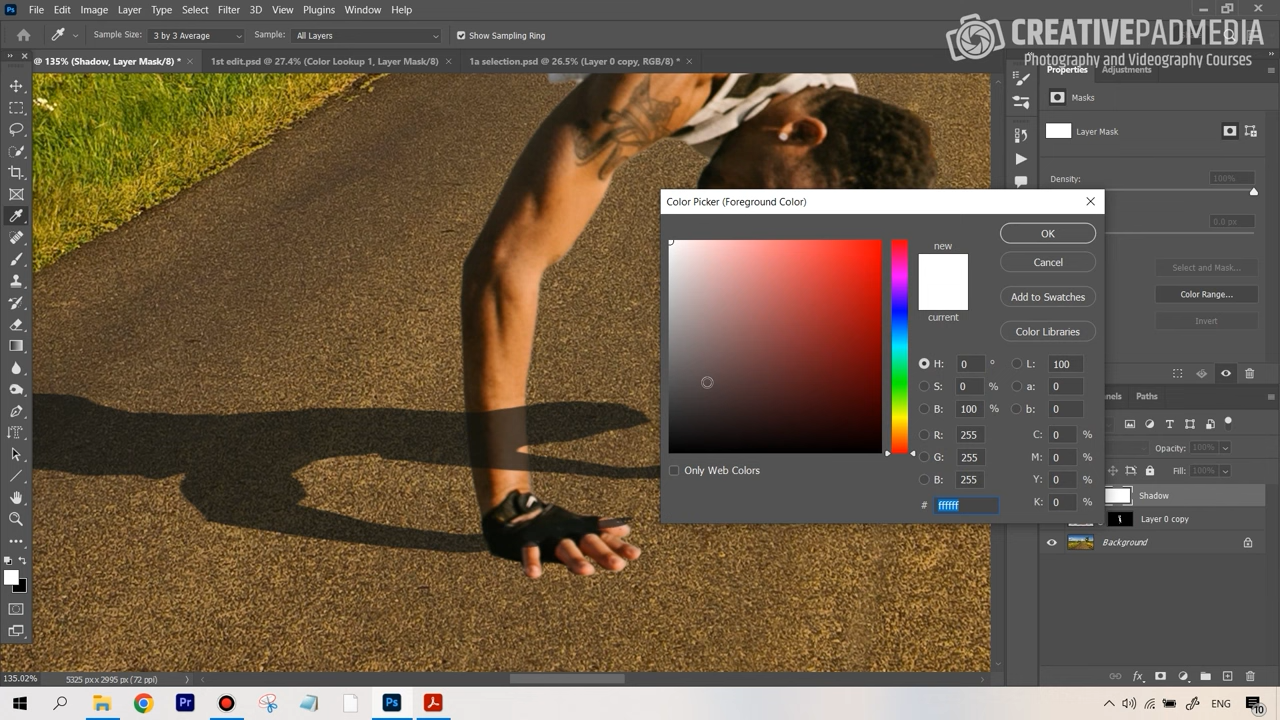 Ps File Edit Image Layer Type Select Filter 3D View Plugins Window Help
Sample Size: 3 by 3 Average Sample: All Layers Show Sampling Ring
CREATIVEPADMEDIA
Photography and Videography Courses
@ 135% (Shadow, Layer Mask/8) * × 1st edit.psd @ 27.4% (Color Lookup 1, Layer Mask/8) × 1a selection.psd @ 26.5% (Layer 0 copy, RGB/8) * ×
Properties Adjustments
Masks
Layer Mask
Density: 100%
0.0 px
Select and Mask...
Color Range...
Invert
Color Picker (Foreground Color)
new
current
OK
Cancel
Add to Swatches
Color Libraries
H: 0 ° L: 100
S: 0 % a: 0
B: 100 % b: 0
R: 255 C: 0 %
G: 255 M: 0 %
B: 255 Y: 0 %
# ffffff K: 0 %
Only Web Colors
nnels Paths
Opacity: 100%
Fill: 100%
Shadow
Layer 0 copy
Background
135.02% 5325 px x 2995 px (72 ppi)
Pr Ps ENG 10